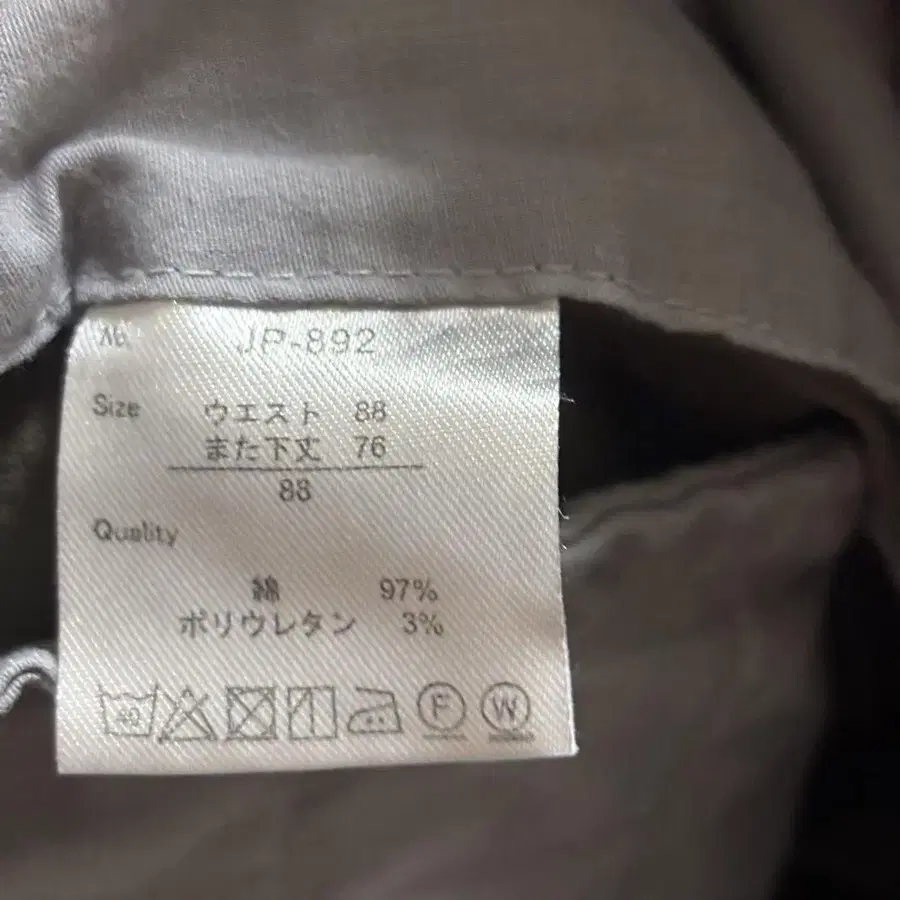 No. JP-892
Size ウエスト 88
また下丈 76
88
Quality
綿 97%
ポリウレタン 3%
40 F W